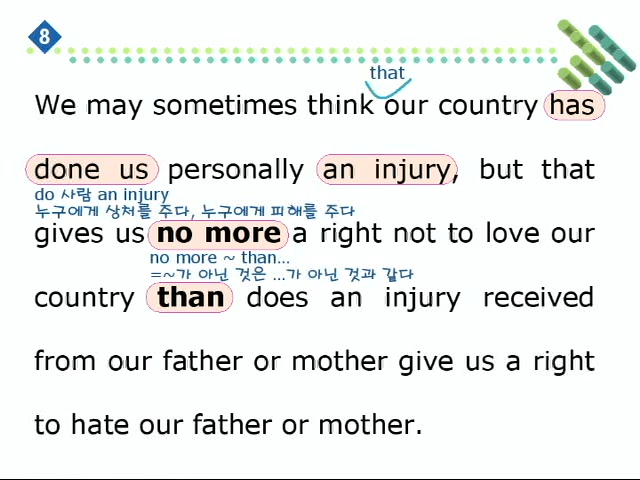 8
that
We may sometimes think our country has
done us personally an injury, but that
do 사람 an injury
누구에게 상처를 주다, 누구에게 피해를 주다
gives us no more a right not to love our
no more ~ than...
=~가 아닌 것은 ...가 아닌 것과 같다
country than does an injury received
from our father or mother give us a right
to hate our father or mother.